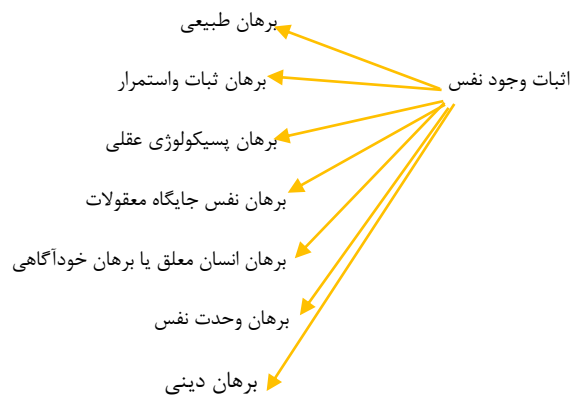 اثبات وجود نفس
برهان طبیعی
برهان ثبات واستمرار
برهان پسیکولوژی عقلی
برهان نفس جایگاه معقولات
برهان انسان معلق یا برهان خودآگاهی
برهان وحدت نفس
برهان دینی